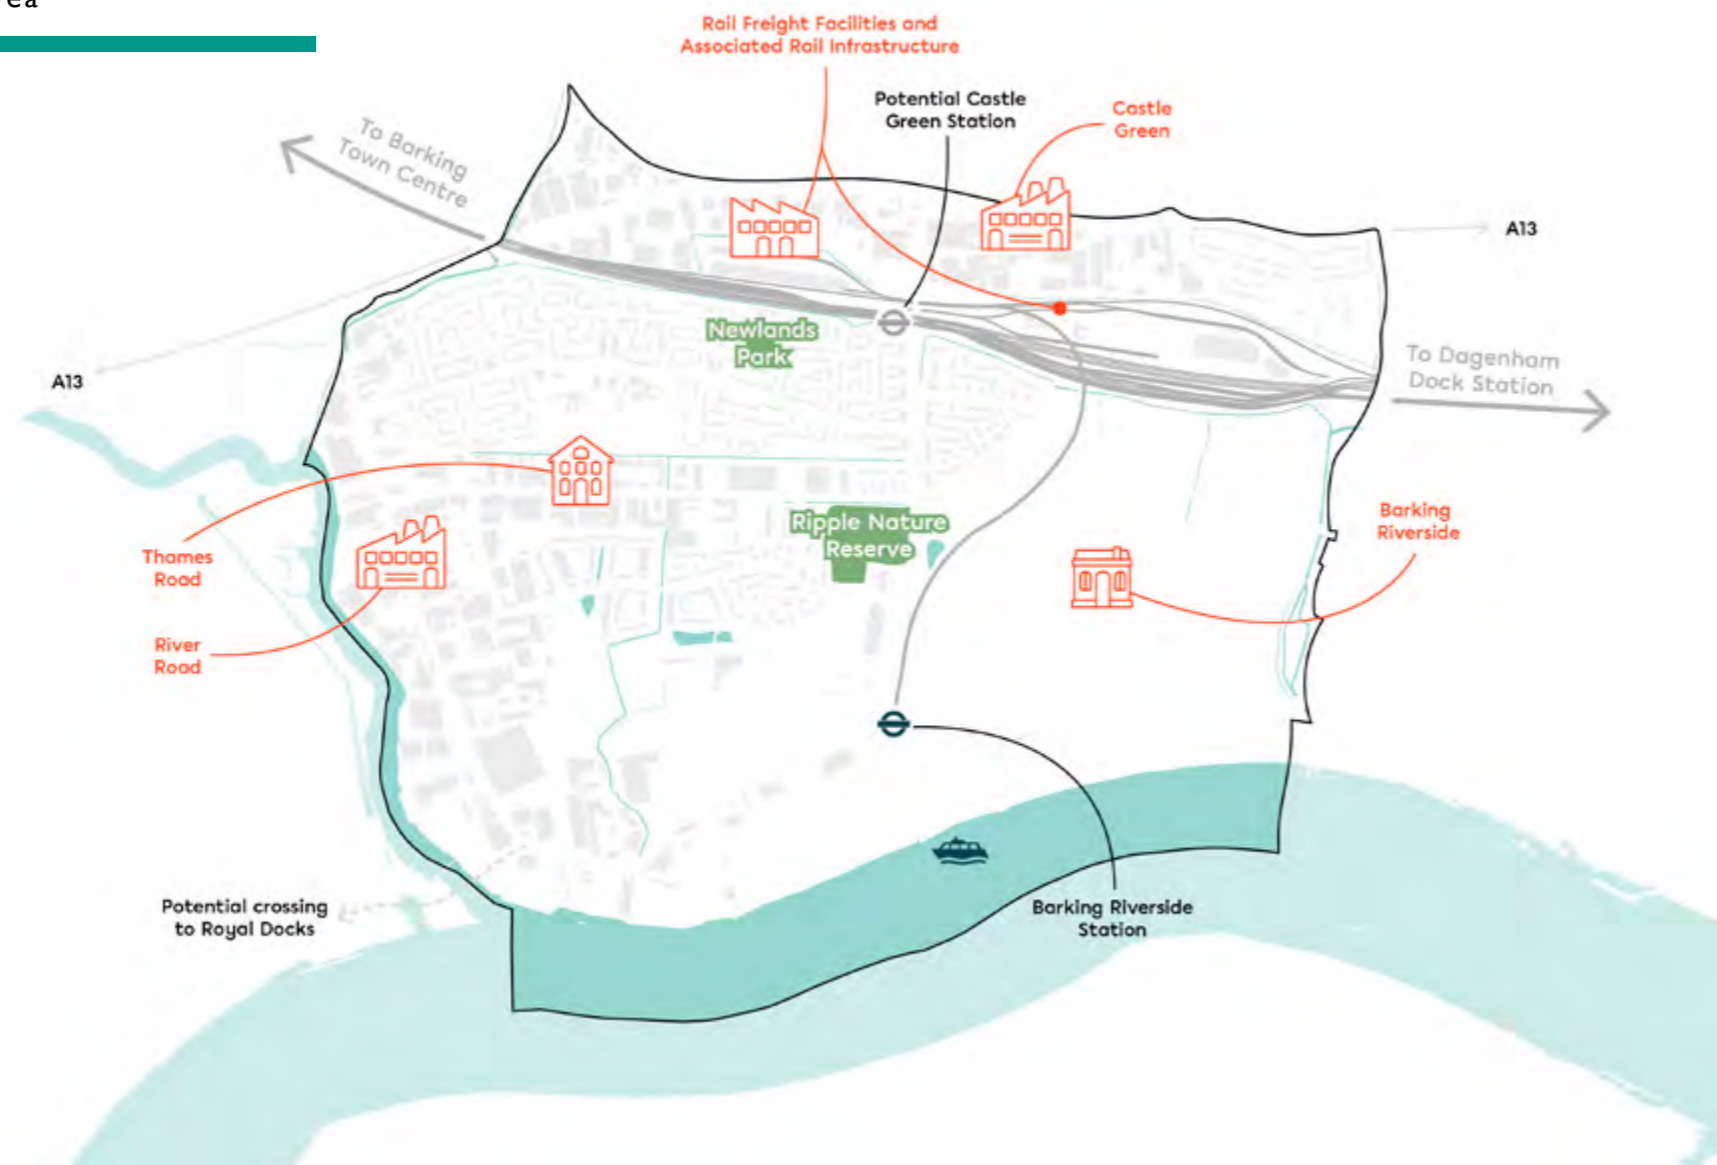 ea
Rail Freight Facilities and
Associated Rail Infrastructure
Potential Castle
Green Station
Castle
Green
To Barking
Town Centre
A13
Newlands
Park
A13
To Dagenham
Dock Station
Ripple Nature
Reserve
Barking
Riverside
Thames
Road
River
Road
Potential crossing
to Royal Docks
Barking Riverside
Station